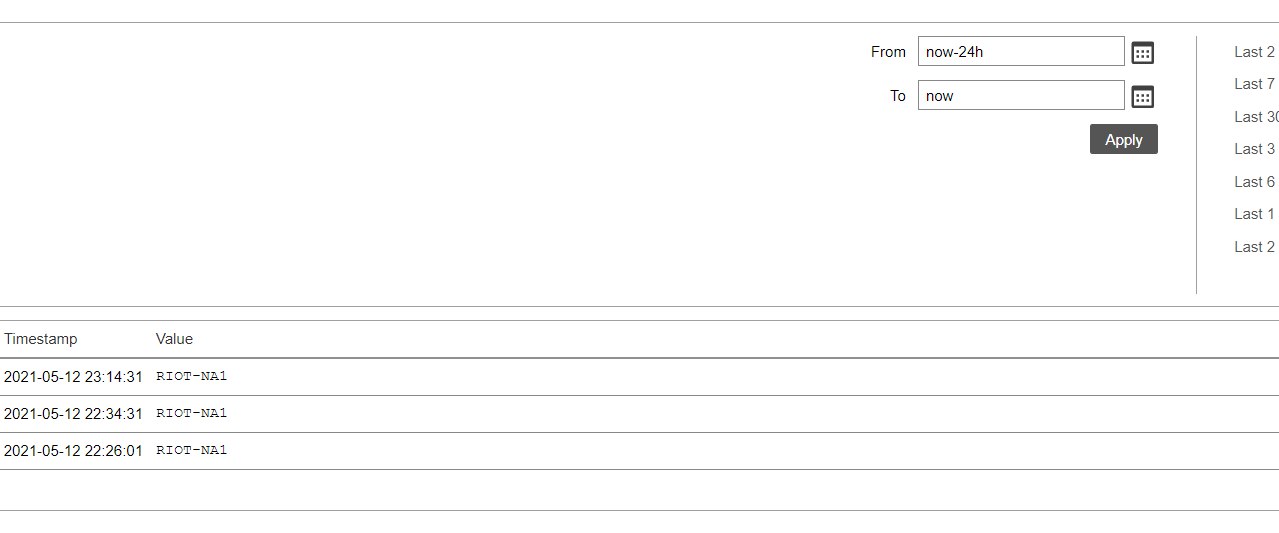 From now-24h
To now
Apply
Last 2
Last 7
Last 30
Last 3
Last 6
Last 1
Last 2
Timestamp Value
2021-05-12 23:14:31 RIOT-NA1
2021-05-12 22:34:31 RIOT-NA1
2021-05-12 22:26:01 RIOT-NA1